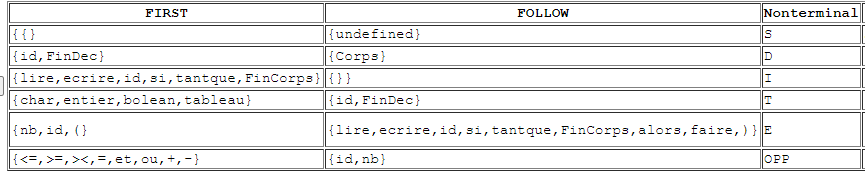 FIRST FOLLOW Nonterminal
{{} {undefined} S
{id,FinDec} {Corps} D
{lire,ecrire,id,si,tantque,FinCorps} {}} I
{char,entier,bolean,tableau} {id,FinDec} T
{nb,id,(} {lire,ecrire,id,si,tantque,FinCorps,alors,faire,)} E
{<=,>=,><,=,et,ou,+,-} {id,nb} OPP